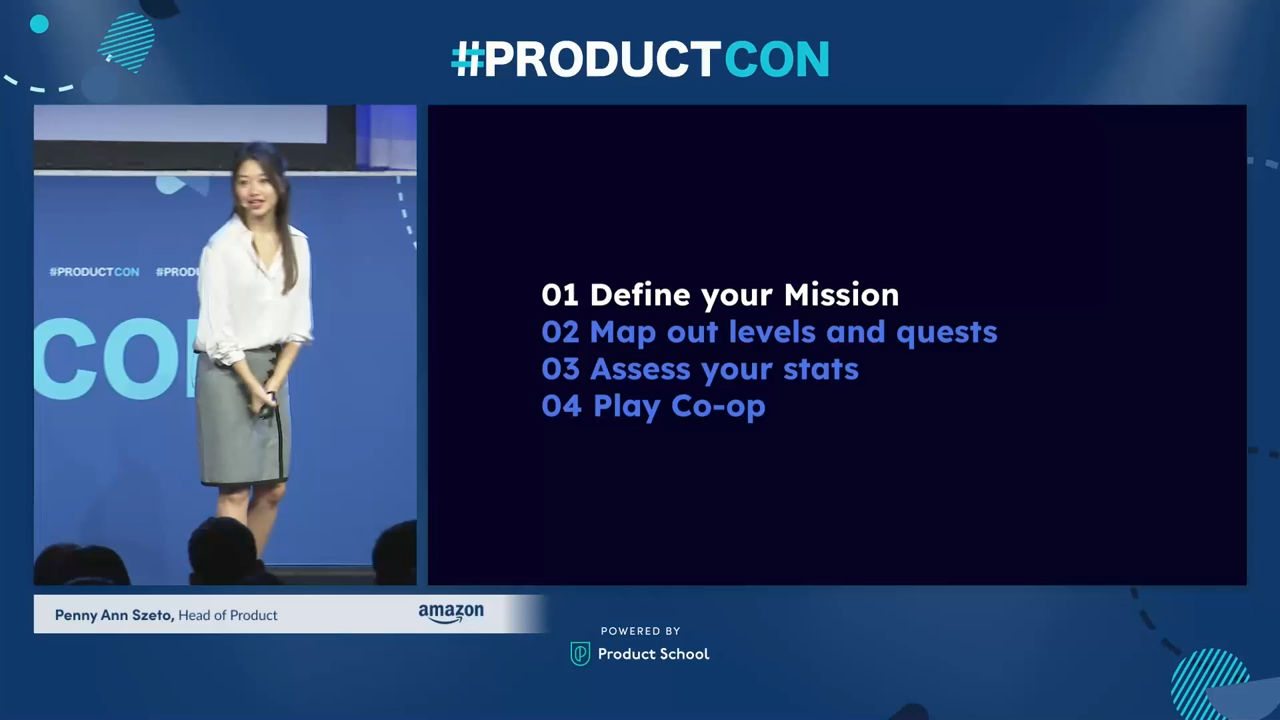 #PRODUCTCON
#PRODUCTCON #PRODU
CON
01 Define your Mission
02 Map out levels and quests
03 Assess your stats
04 Play Co-op
Penny Ann Szeto, Head of Product
amazon
POWERED BY
Product School